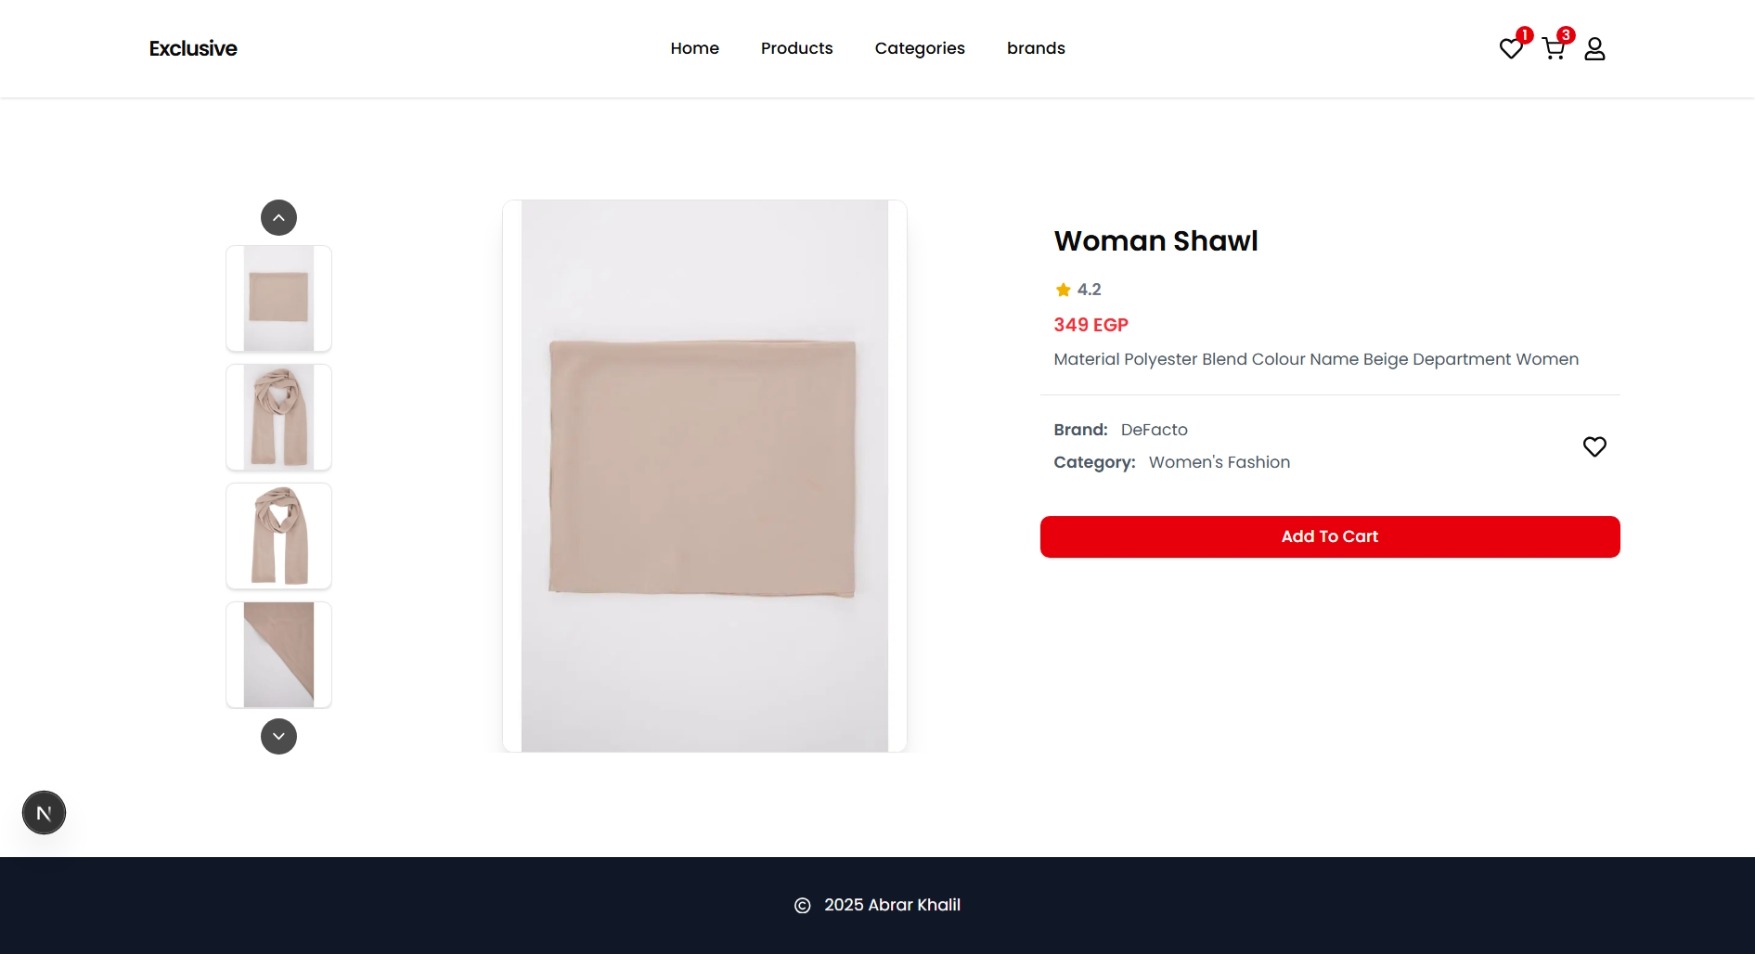 Exclusive
Home
Products
Categories
brands
1
3
Woman Shawl
4.2
349 EGP
Material Polyester Blend Colour Name Beige Department Women
Brand: DeFacto
Category: Women's Fashion
Add To Cart
N
© 2025 Abrar Khalil